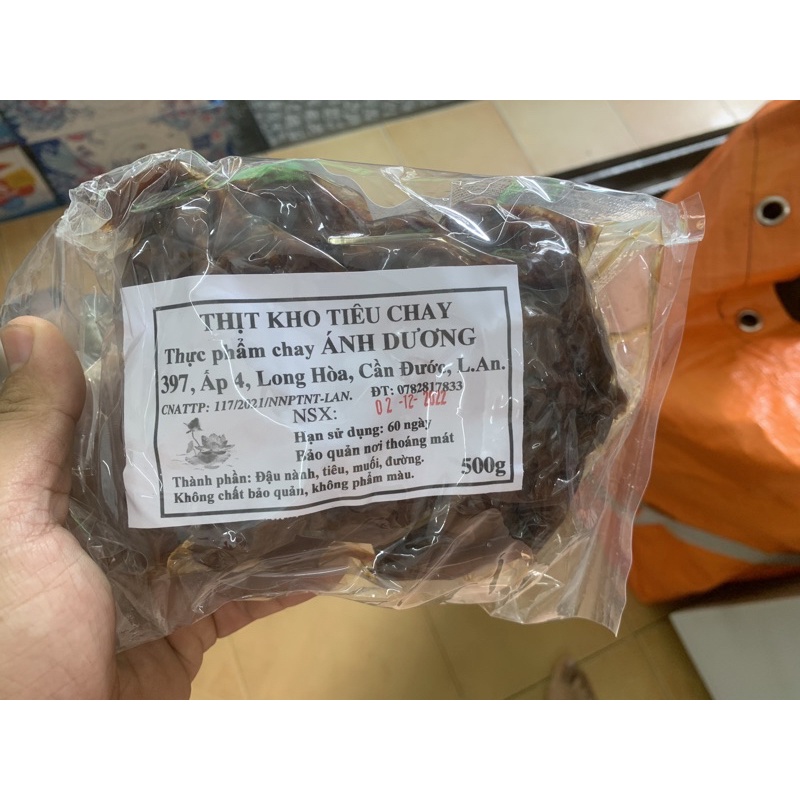 THỊT KHO TIÊU CHAY
Thực phẩm chay ÁNH DƯƠNG
397, Ấp 4, Long Hòa, Cần Đước, L.An.
CNATTP: 117/2021/NNPTNT-LAN. ĐT: 0782817833
NSX: 02-12-2022
Hạn sử dụng: 60 ngày
Bảo quản nơi thoáng mát
Thành phần: Đậu nành, tiêu, muối, đường. 500g
Không chất bảo quản, không phẩm màu.